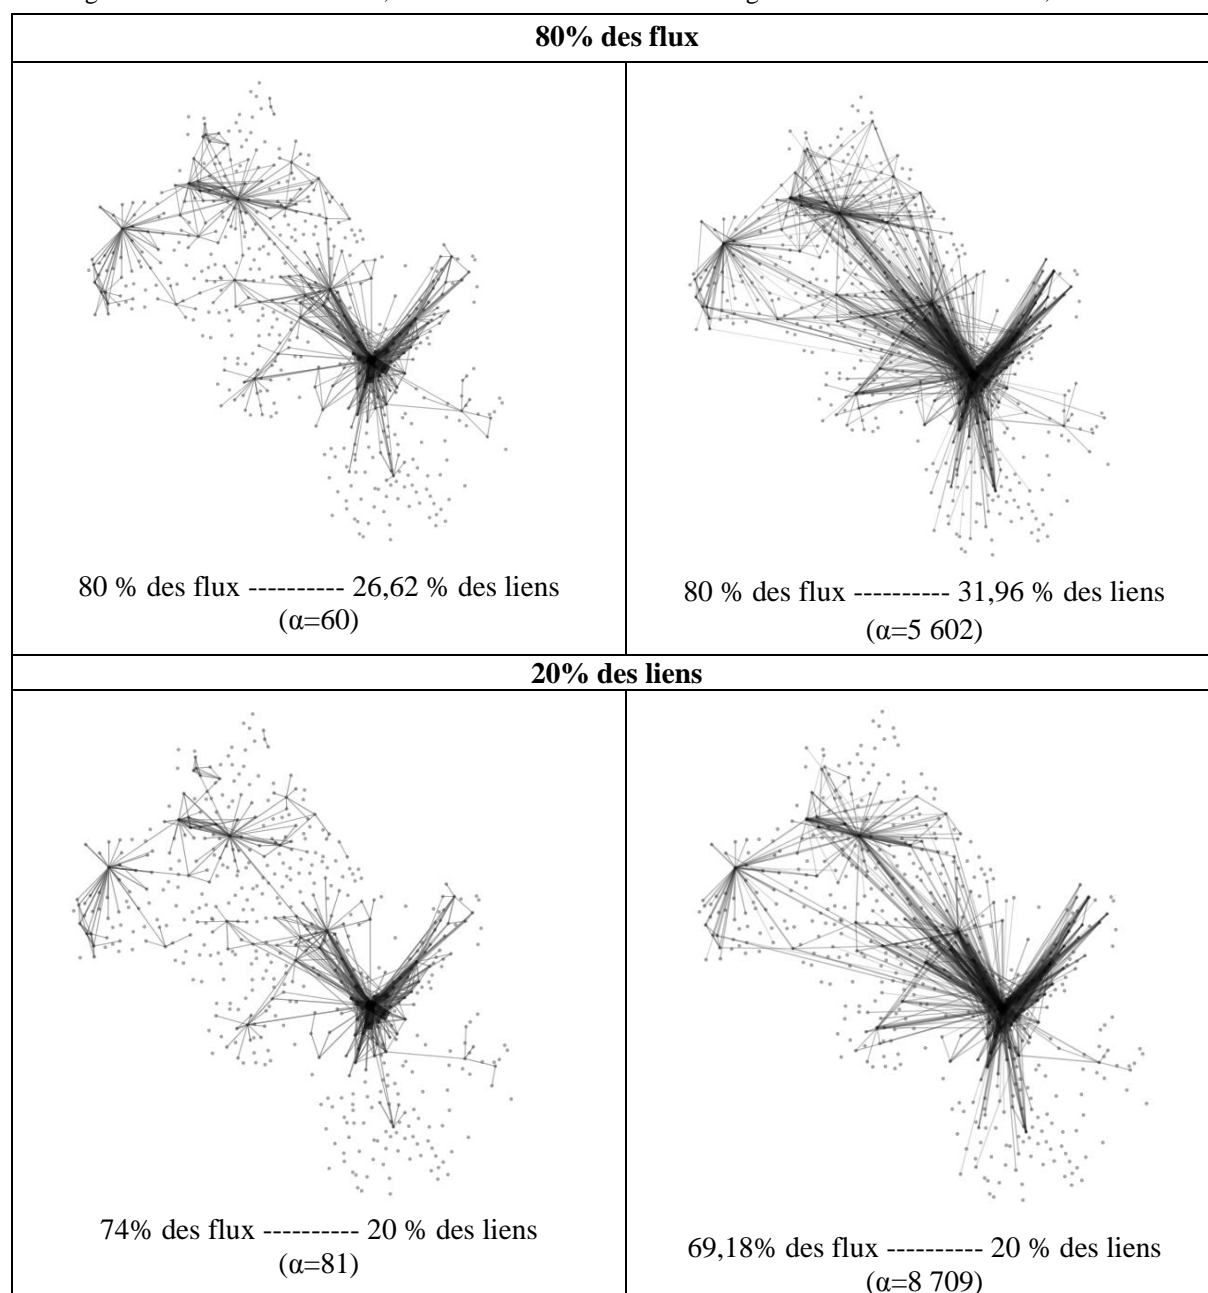 80% des flux
80 % des flux ---------- 26,62 % des liens
(α=60)
80 % des flux ---------- 31,96 % des liens
(α=5 602)
20% des liens
74% des flux ---------- 20 % des liens
(α=81)
69,18% des flux ---------- 20 % des liens
(α=8 709)